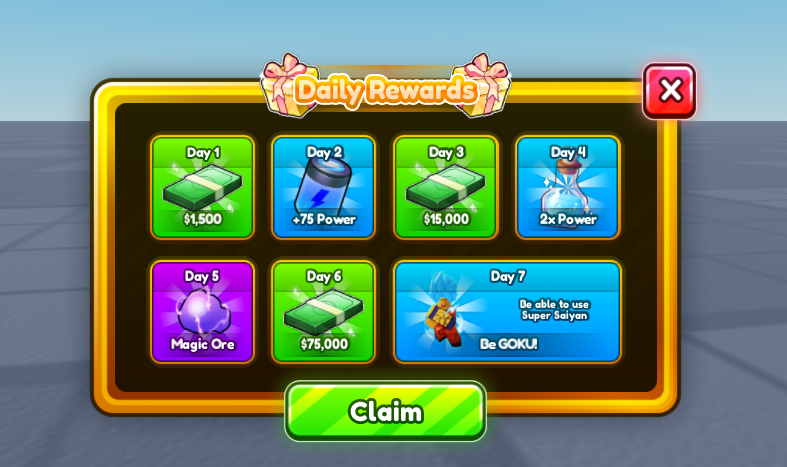 Daily Rewards
X
Day 1
$1,500
Day 2
+75 Power
Day 3
$15,000
Day 4
2x Power
Day 5
Magic Ore
Day 6
$75,000
Day 7
Be able to use
Super Saiyan
Be GOKU!
Claim